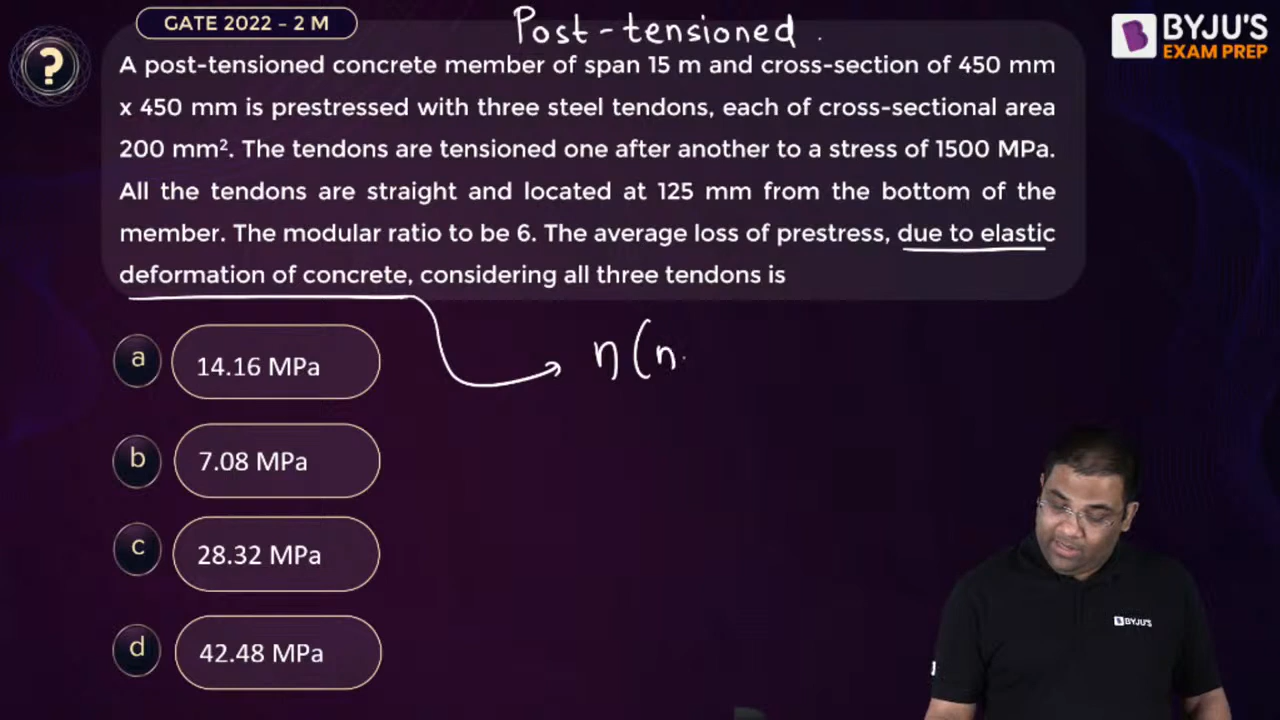 GATE 2022 – 2 M
Post-tensioned.
BYJU'S
EXAM PREP
?
A post-tensioned concrete member of span 15 m and cross-section of 450 mm
x 450 mm is prestressed with three steel tendons, each of cross-sectional area
200 mm². The tendons are tensioned one after another to a stress of 1500 MPa.
All the tendons are straight and located at 125 mm from the bottom of the
member. The modular ratio to be 6. The average loss of prestress, due to elastic
deformation of concrete, considering all three tendons is
a 14.16 MPa
η (n
b 7.08 MPa
c 28.32 MPa
d 42.48 MPa
BYJU'S